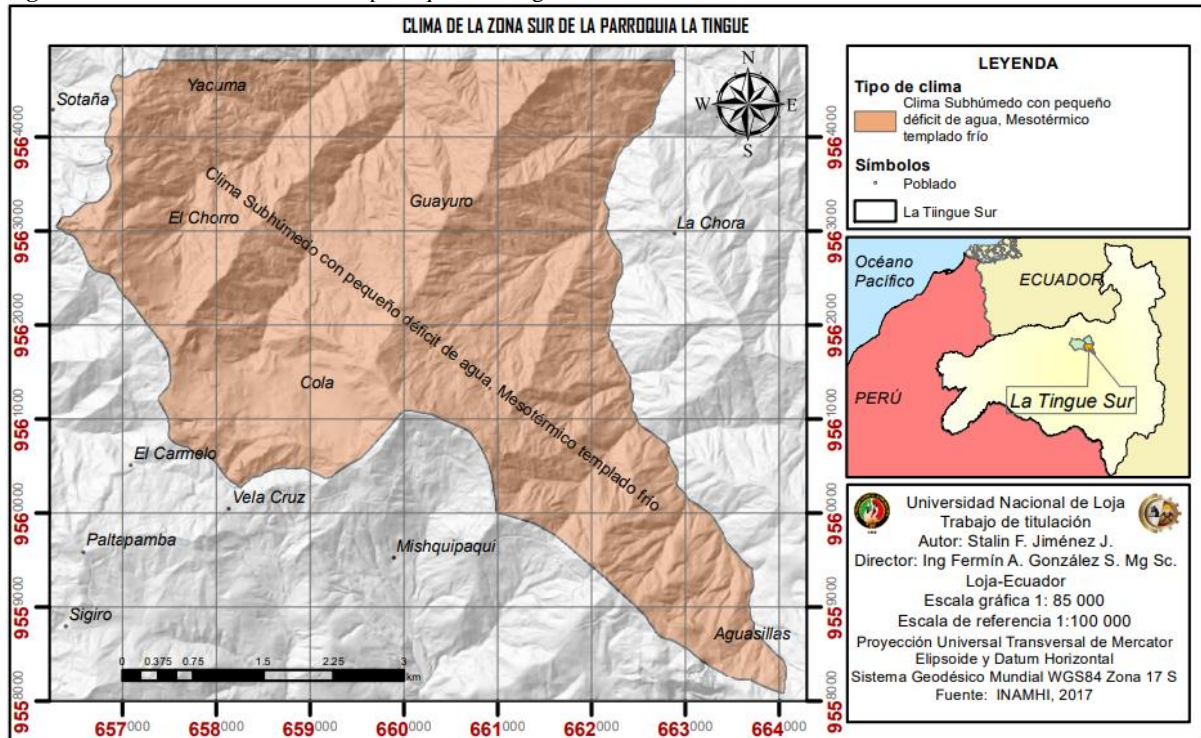 CLIMA DE LA ZONA SUR DE LA PARROQUIA LA TINGUE
Yacuma
Sotaña
El Chorro
Guayuro
La Chora
Clima Subhúmedo con pequeño déficit de agua, Mesotérmico templado frío
Cola
El Carmelo
Vela Cruz
Paltapamba
Mishquipaqui
Sigiro
Aguasillas
N
W
E
S
9564000
9563000
9562000
9561000
9560000
9559000
9558000
0 0.375 0.75 1.5 2.25 3
km
657000 658000 659000 660000 661000 662000 663000 664000
LEYENDA
Tipo de clima
Clima Subhúmedo con pequeño
déficit de agua, Mesotérmico
templado frío
Símbolos
Poblado
La Tiingue Sur
Océano
Pacífico
ECUADOR
PERÚ
La Tingue Sur
Universidad Nacional de Loja
Trabajo de titulación
Autor: Stalin F. Jiménez J.
Director: Ing Fermín A. González S. Mg Sc.
Loja-Ecuador
Escala gráfica 1: 85 000
Escala de referencia 1:100 000
Proyección Universal Transversal de Mercator
Elipsoide y Datum Horizontal
Sistema Geodésico Mundial WGS84 Zona 17 S
Fuente: INAMHI, 2017